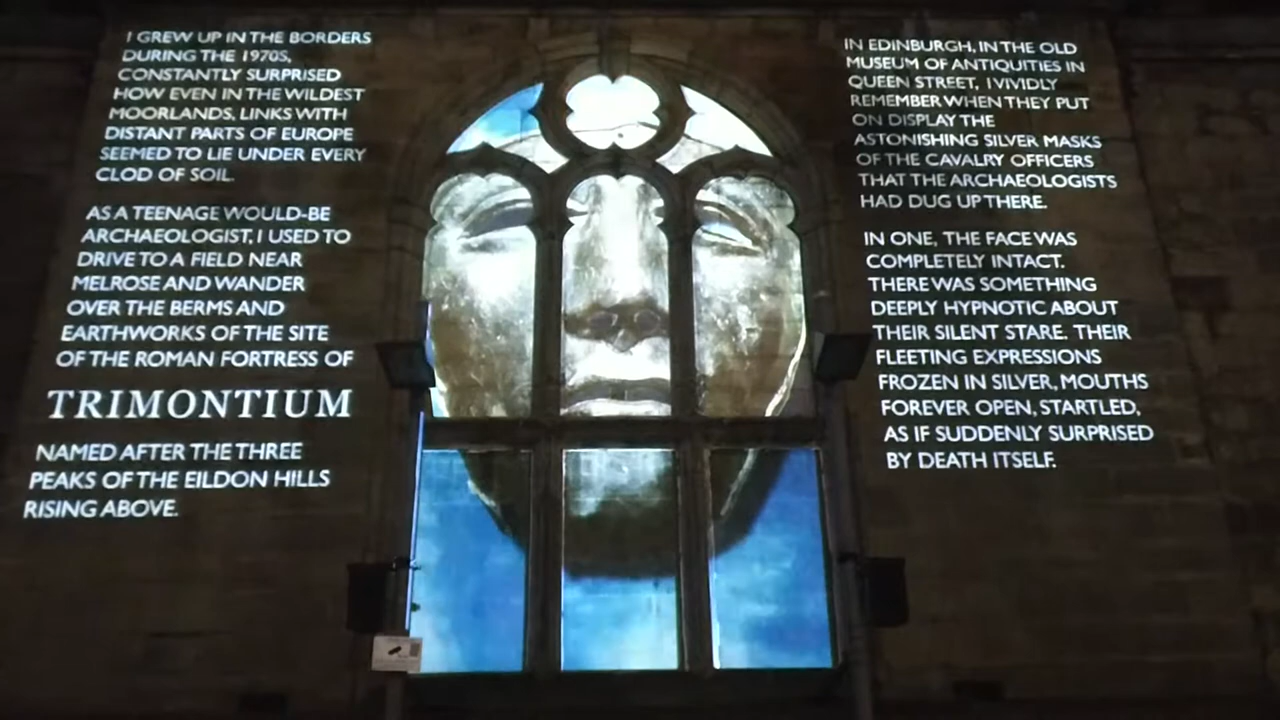 I GREW UP IN THE BORDERS
DURING THE 1970S,
CONSTANTLY SURPRISED
HOW EVEN IN THE WILDEST
MOORLANDS, LINKS WITH
DISTANT PARTS OF EUROPE
SEEMED TO LIE UNDER EVERY
CLOD OF SOIL.
AS A TEENAGE WOULD-BE
ARCHAEOLOGIST, I USED TO
DRIVE TO A FIELD NEAR
MELROSE AND WANDER
OVER THE BERMS AND
EARTHWORKS OF THE SITE
OF THE ROMAN FORTRESS OF
TRIMONTIUM
NAMED AFTER THE THREE
PEAKS OF THE EILDON HILLS
RISING ABOVE.
IN EDINBURGH, IN THE OLD
MUSEUM OF ANTIQUITIES IN
QUEEN STREET, I VIVIDLY
REMEMBER WHEN THEY PUT
ON DISPLAY THE
ASTONISHING SILVER MASKS
OF THE CAVALRY OFFICERS
THAT THE ARCHAEOLOGISTS
HAD DUG UP THERE.
IN ONE, THE FACE WAS
COMPLETELY INTACT.
THERE WAS SOMETHING
DEEPLY HYPNOTIC ABOUT
THEIR SILENT STARE. THEIR
FLEETING EXPRESSIONS
FROZEN IN SILVER, MOUTHS
FOREVER OPEN, STARTLED,
AS IF SUDDENLY SURPRISED
BY DEATH ITSELF.